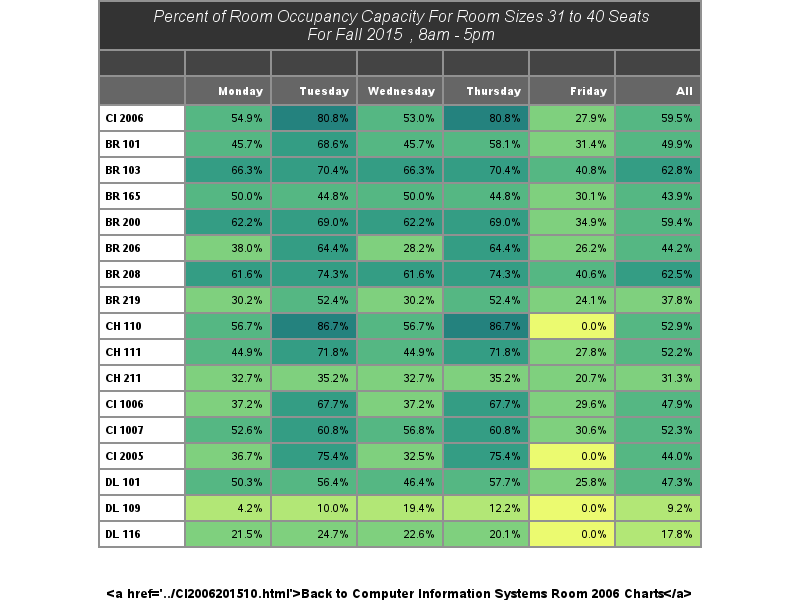 Percent of Room Occupancy Capacity For Room Sizes 31 to 40 Seats
For Fall 2015 , 8am - 5pm
Monday Tuesday Wednesday Thursday Friday All
CI 2006 54.9% 80.8% 53.0% 80.8% 27.9% 59.5%
BR 101 45.7% 68.6% 45.7% 58.1% 31.4% 49.9%
BR 103 66.3% 70.4% 66.3% 70.4% 40.8% 62.8%
BR 165 50.0% 44.8% 50.0% 44.8% 30.1% 43.9%
BR 200 62.2% 69.0% 62.2% 69.0% 34.9% 59.4%
BR 206 38.0% 64.4% 28.2% 64.4% 26.2% 44.2%
BR 208 61.6% 74.3% 61.6% 74.3% 40.6% 62.5%
BR 219 30.2% 52.4% 30.2% 52.4% 24.1% 37.8%
CH 110 56.7% 86.7% 56.7% 86.7% 0.0% 52.9%
CH 111 44.9% 71.8% 44.9% 71.8% 27.8% 52.2%
CH 211 32.7% 35.2% 32.7% 35.2% 20.7% 31.3%
CI 1006 37.2% 67.7% 37.2% 67.7% 29.6% 47.9%
CI 1007 52.6% 60.8% 56.8% 60.8% 30.6% 52.3%
CI 2005 36.7% 75.4% 32.5% 75.4% 0.0% 44.0%
DL 101 50.3% 56.4% 46.4% 57.7% 25.8% 47.3%
DL 109 4.2% 10.0% 19.4% 12.2% 0.0% 9.2%
DL 116 21.5% 24.7% 22.6% 20.1% 0.0% 17.8%
<a href='../CI2006201510.html'>Back to Computer Information Systems Room 2006 Charts</a>